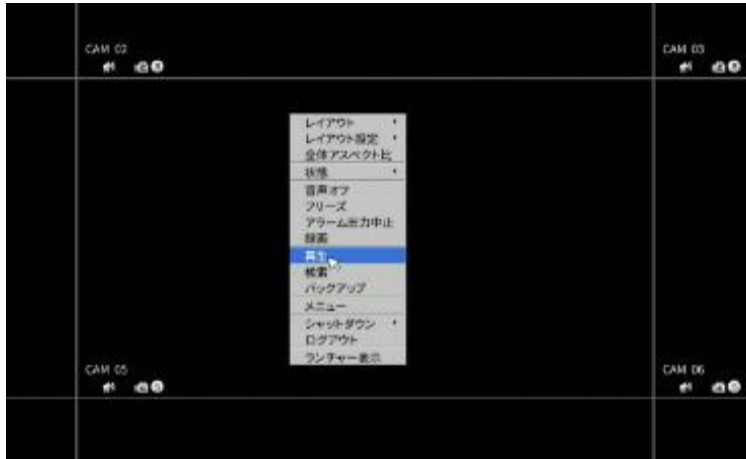 CAM 02
CAM 03
レイアウト
レイアウト設定
全体アスペクト比
状態
音声オフ
フリーズ
アラーム出力中止
録画
再生
検索
バックアップ
メニュー
シャットダウン
ログアウト
ランチャー表示
CAM 05
CAM 06